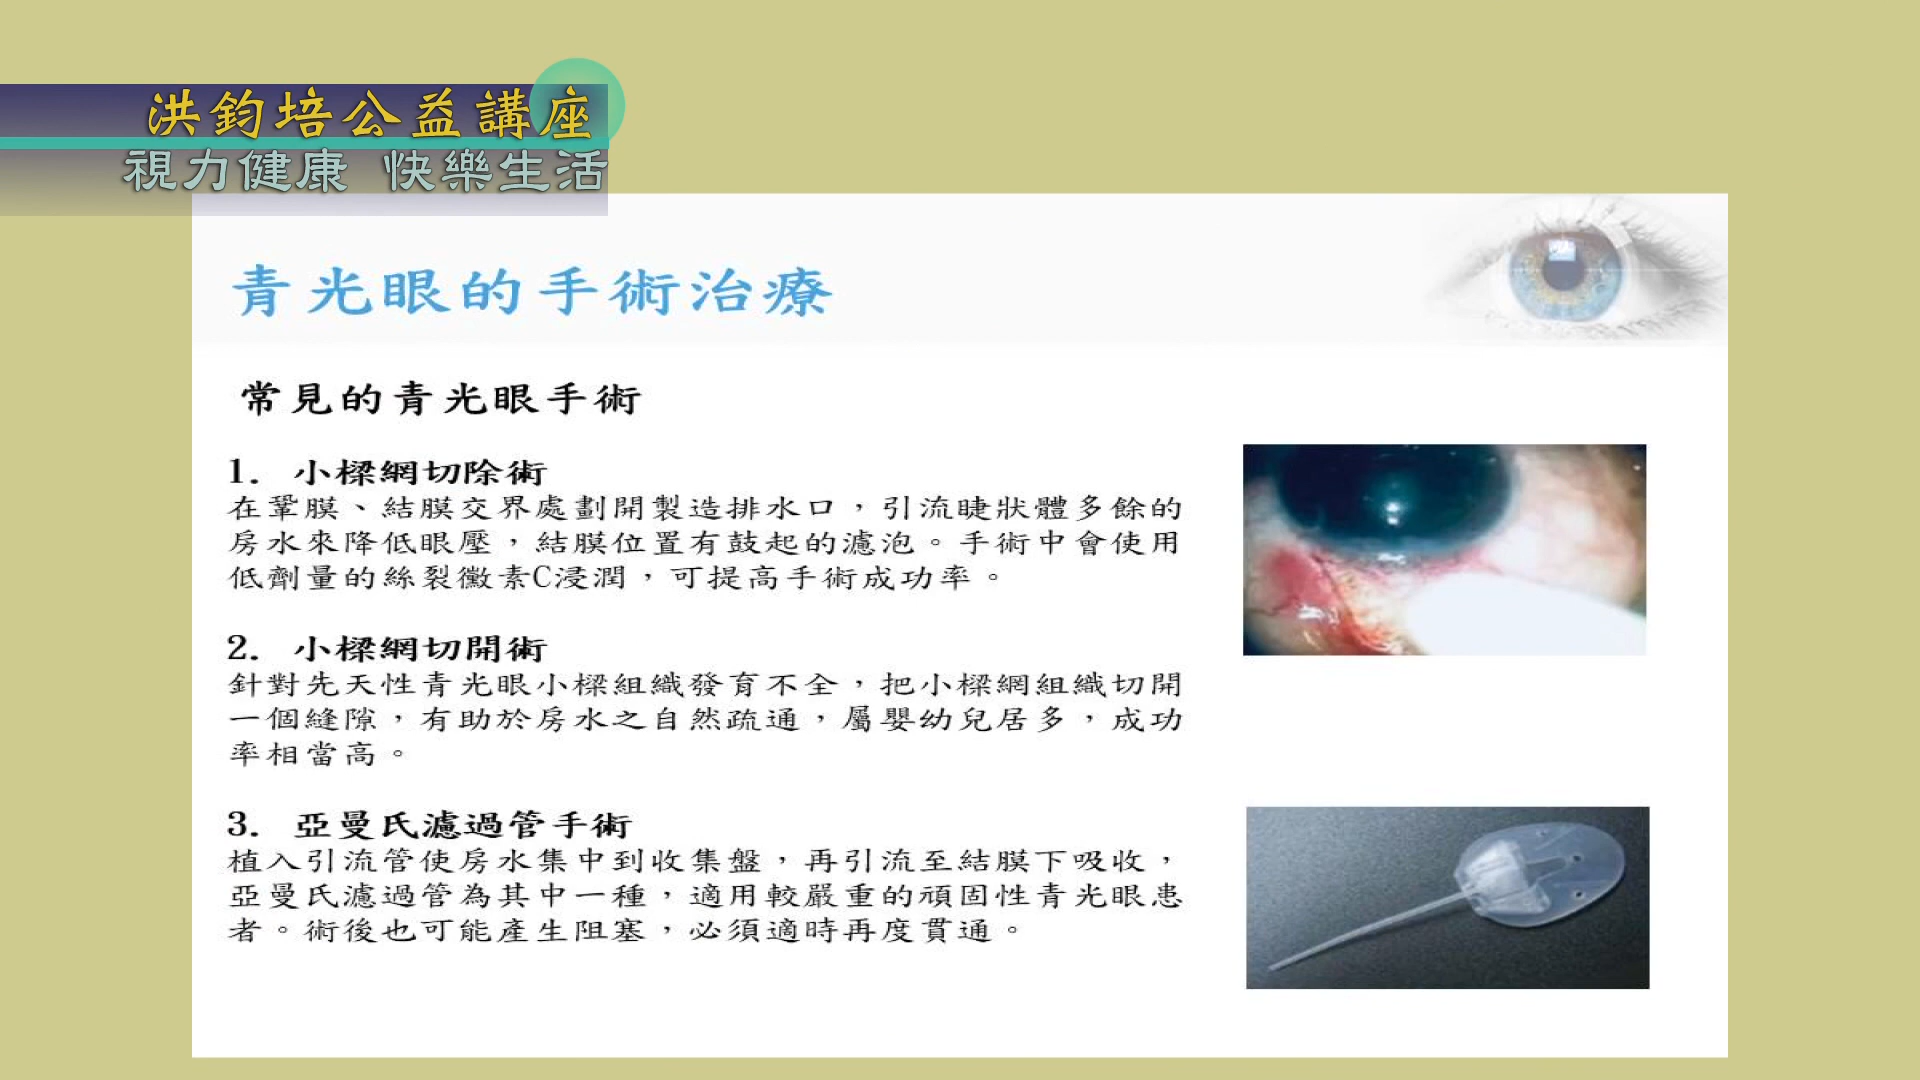 洪鈞培公益講座
視力健康 快樂生活
青光眼的手術治療
常見的青光眼手術
1. 小樑網切除術
在鞏膜、結膜交界處劃開製造排水口，引流睫狀體多餘的
房水來降低眼壓，結膜位置有鼓起的濾泡。手術中會使用
低劑量的絲裂黴素C浸潤，可提高手術成功率。
2. 小樑網切開術
針對先天性青光眼小樑組織發育不全，把小樑網組織切開
一個縫隙，有助於房水之自然疏通，屬嬰幼兒居多，成功
率相當高。
3. 亞曼氏濾過管手術
植入引流管使房水集中到收集盤，再引流至結膜下吸收，
亞曼氏濾過管為其中一種，適用較嚴重的頑固性青光眼患
者。術後也可能產生阻塞，必須適時再度貫通。